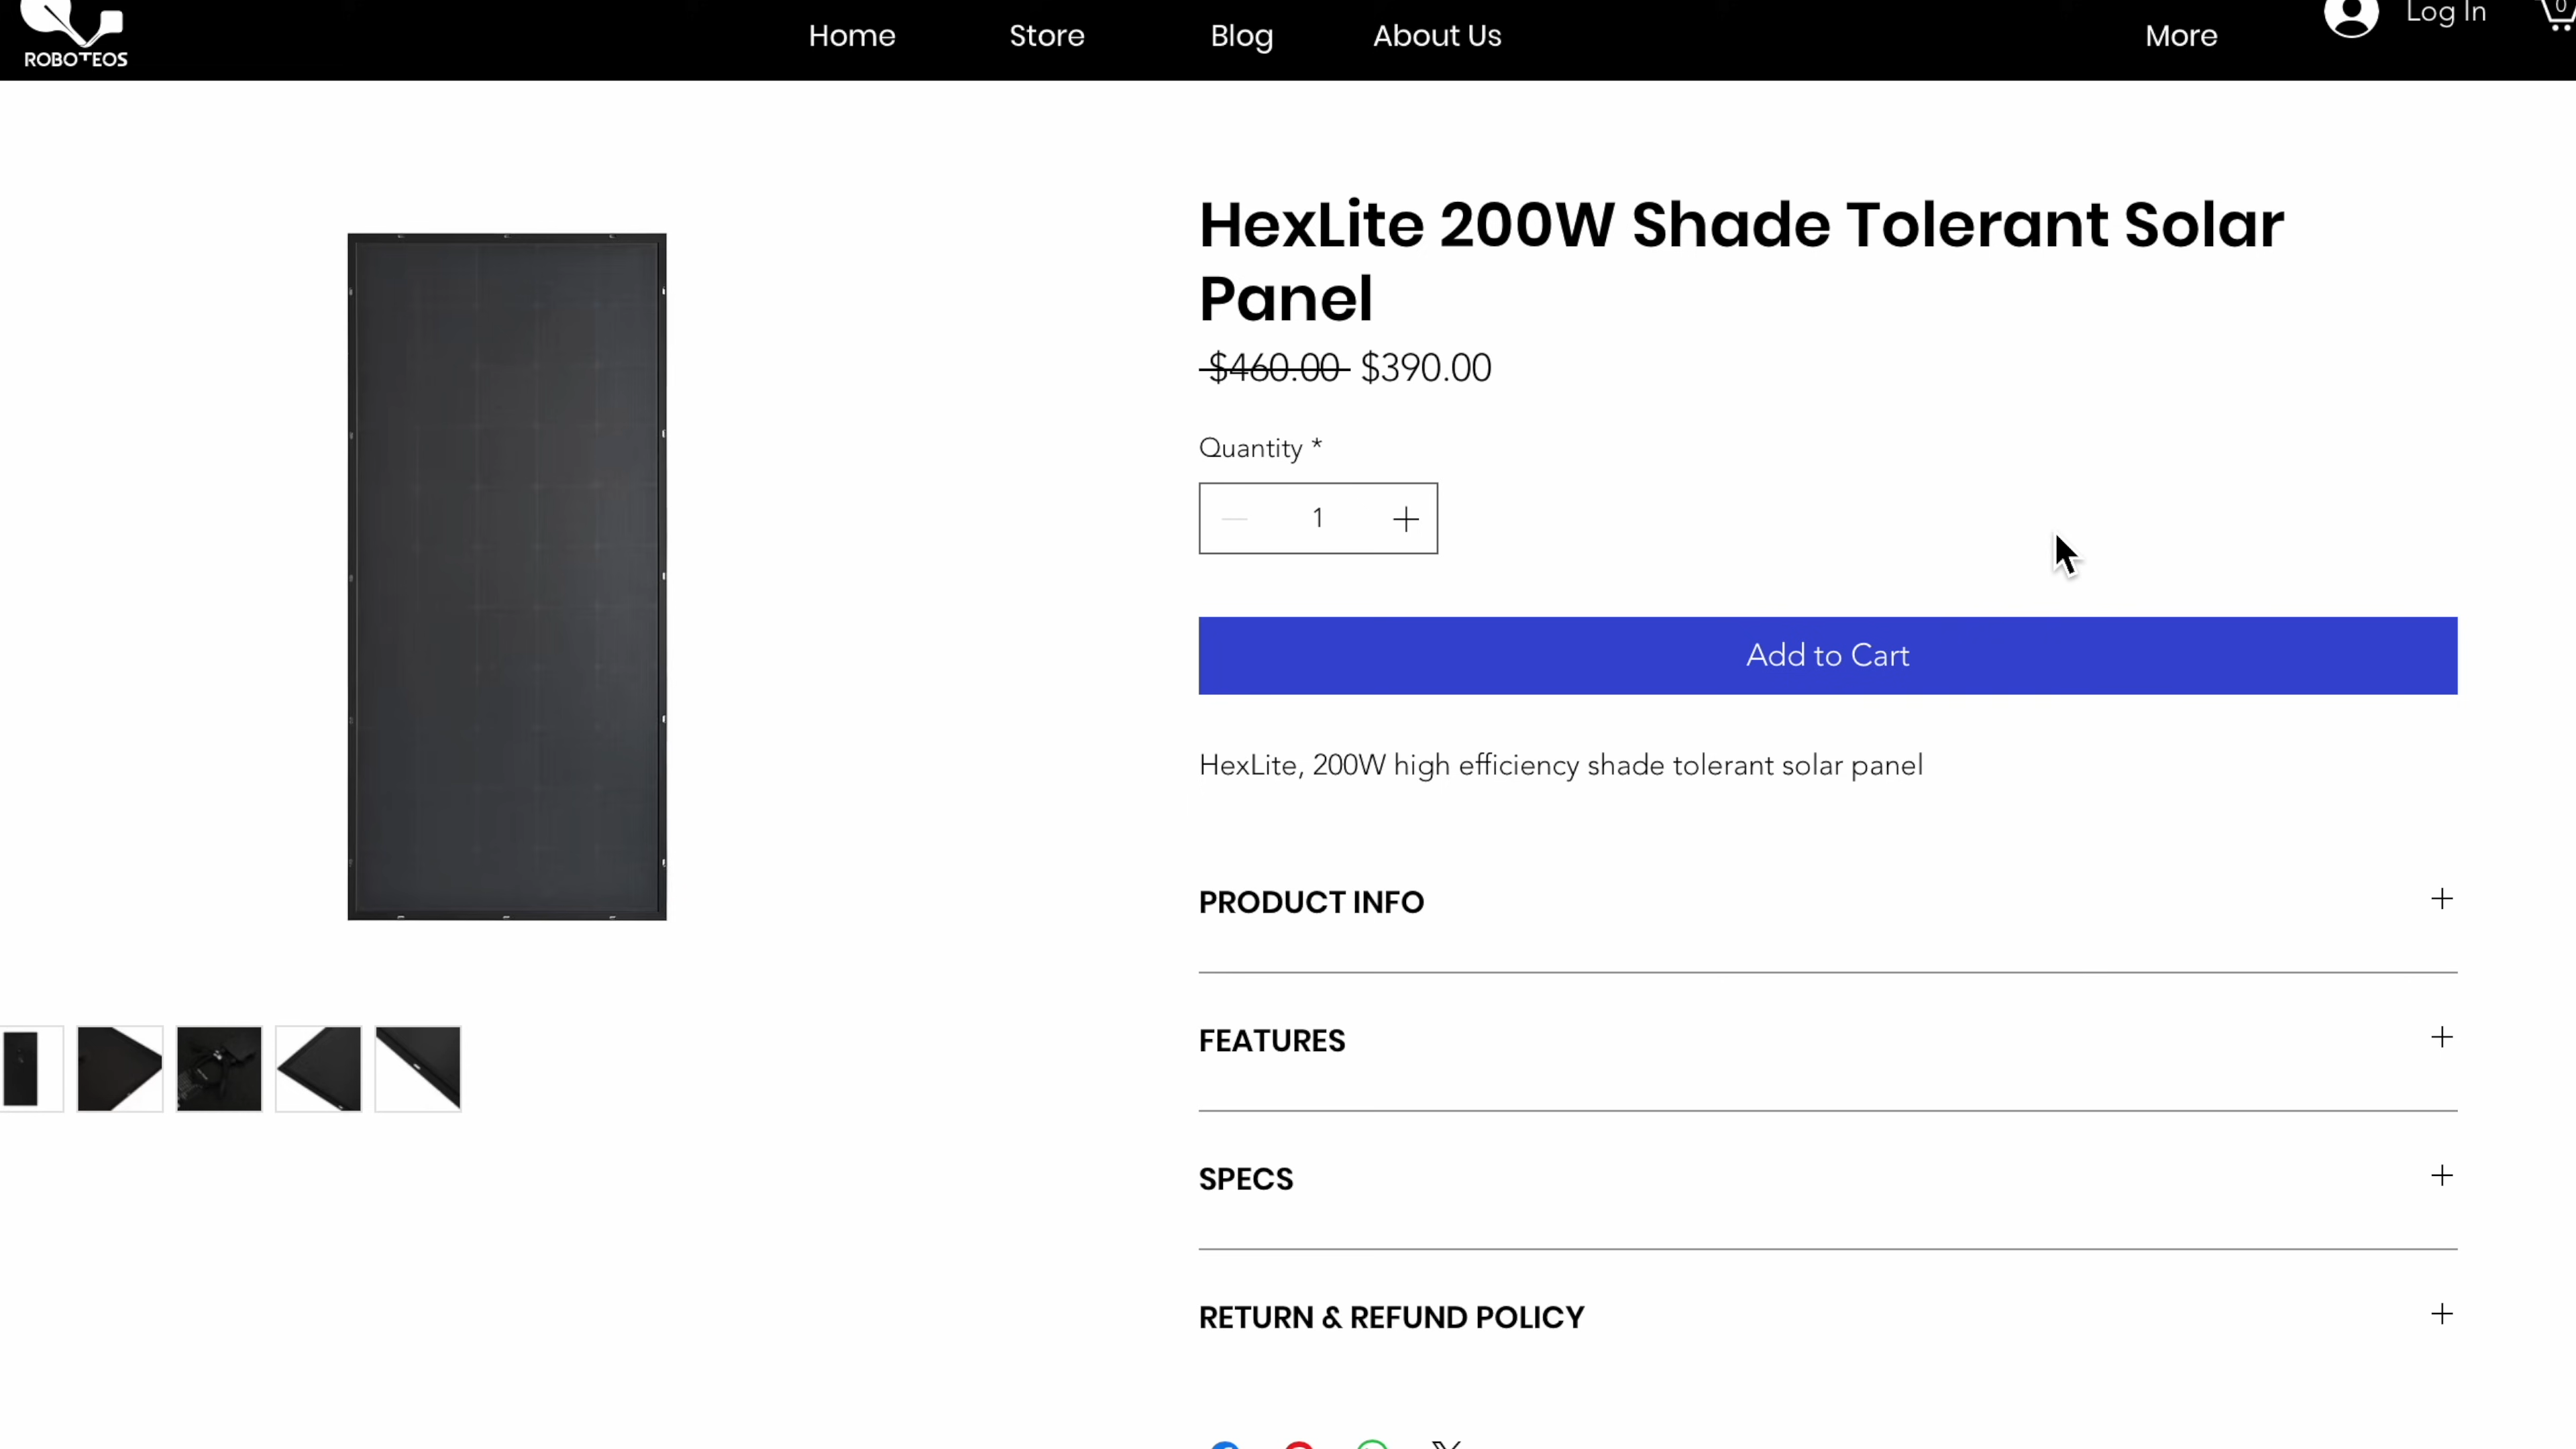 ROBOTEOS
Home
Store
Blog
About Us
More
Log In
0
HexLite 200W Shade Tolerant Solar
Panel
$460.00 $390.00
Quantity *
1
Add to Cart
HexLite, 200W high efficiency shade tolerant solar panel
PRODUCT INFO
FEATURES
SPECS
RETURN & REFUND POLICY